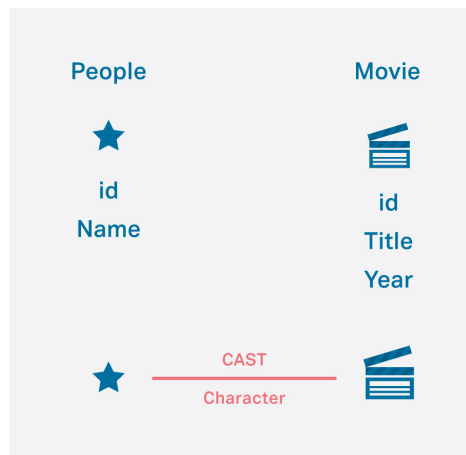 People
Movie
id
Name
id
Title
Year
CAST
Character